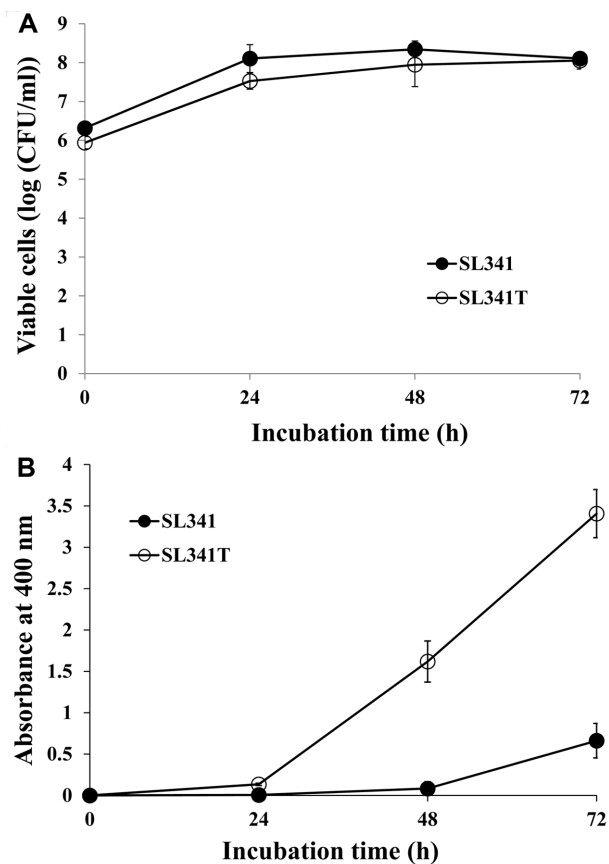 A
Viable cells (log (CFU/ml))
9
8
7
6
5
4
3
2
1
0
SL341
SL341T
0 24 48 72
Incubation time (h)
B
Absorbance at 400 nm
4
3.5
3
2.5
2
1.5
1
0.5
0
SL341
SL341T
0 24 48 72
Incubation time (h)